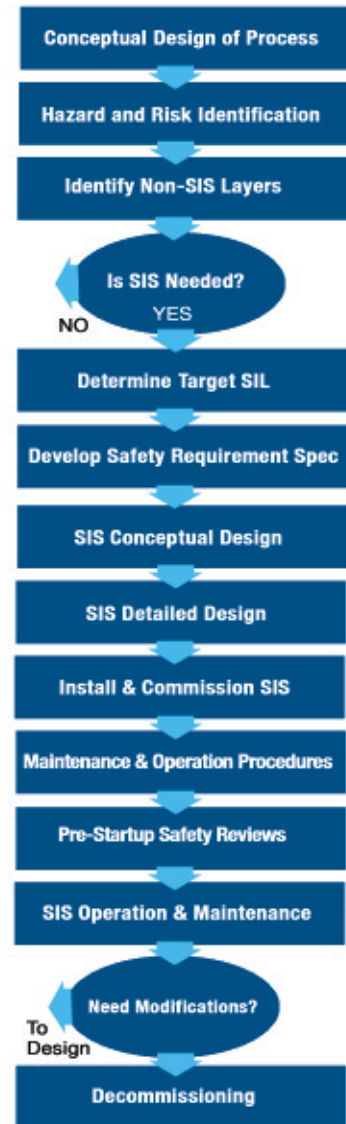 Conceptual Design of Process
Hazard and Risk Identification
Identify Non-SIS Layers
Is SIS Needed?
NO
YES
Determine Target SIL
Develop Safety Requirement Spec
SIS Conceptual Design
SIS Detailed Design
Install & Commission SIS
Maintenance & Operation Procedures
Pre-Startup Safety Reviews
SIS Operation & Maintenance
Need Modifications?
To
Design
Decommissioning